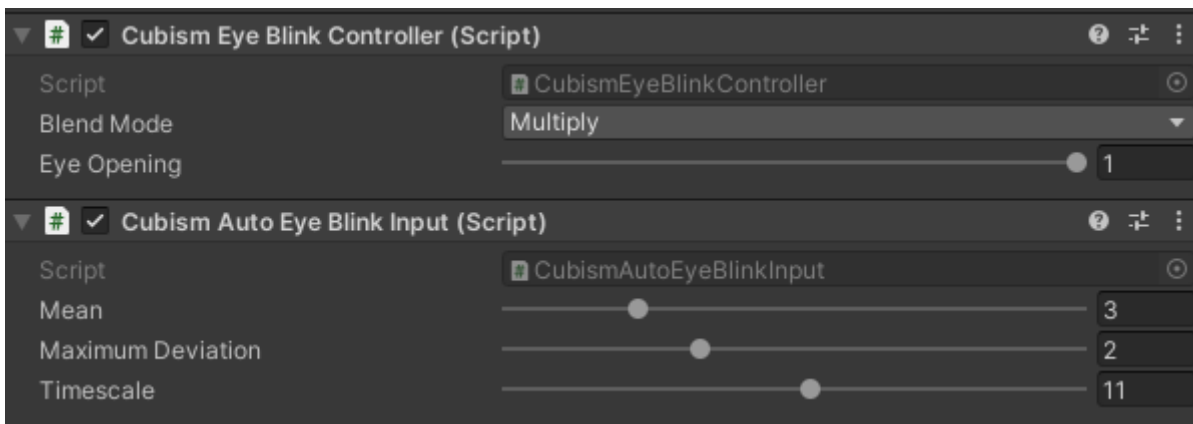 Cubism Eye Blink Controller (Script)
Script CubismEyeBlinkController
Blend Mode Multiply
Eye Opening 1
Cubism Auto Eye Blink Input (Script)
Script CubismAutoEyeBlinkInput
Mean 3
Maximum Deviation 2
Timescale 11